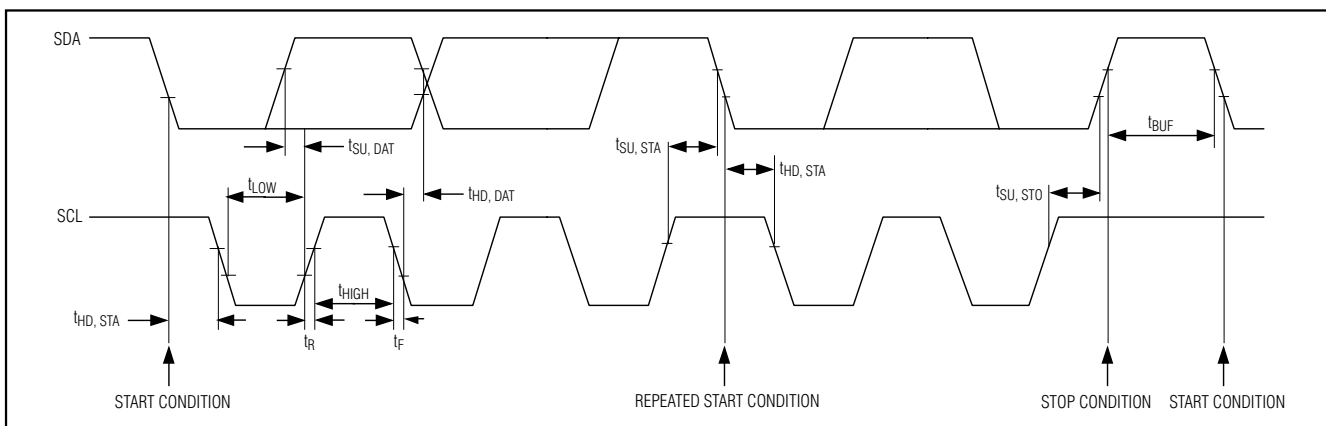 SDA
tSU, DAT
tSU, STA
tBUF
tLOW
tHD, DAT
tHD, STA
tSU, STO
SCL
tHIGH
tHD, STA
tR
tF
START CONDITION
REPEATED START CONDITION
STOP CONDITION
START CONDITION